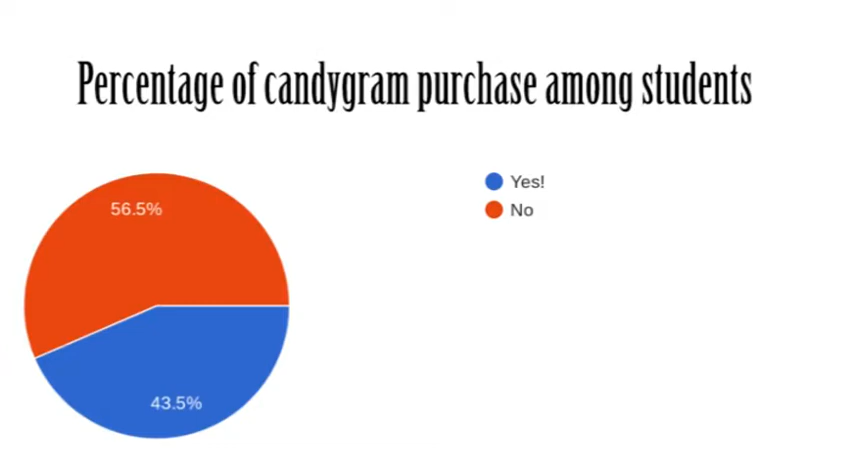 Percentage of candygram purchase among students
Yes!
No
56.5%
43.5%